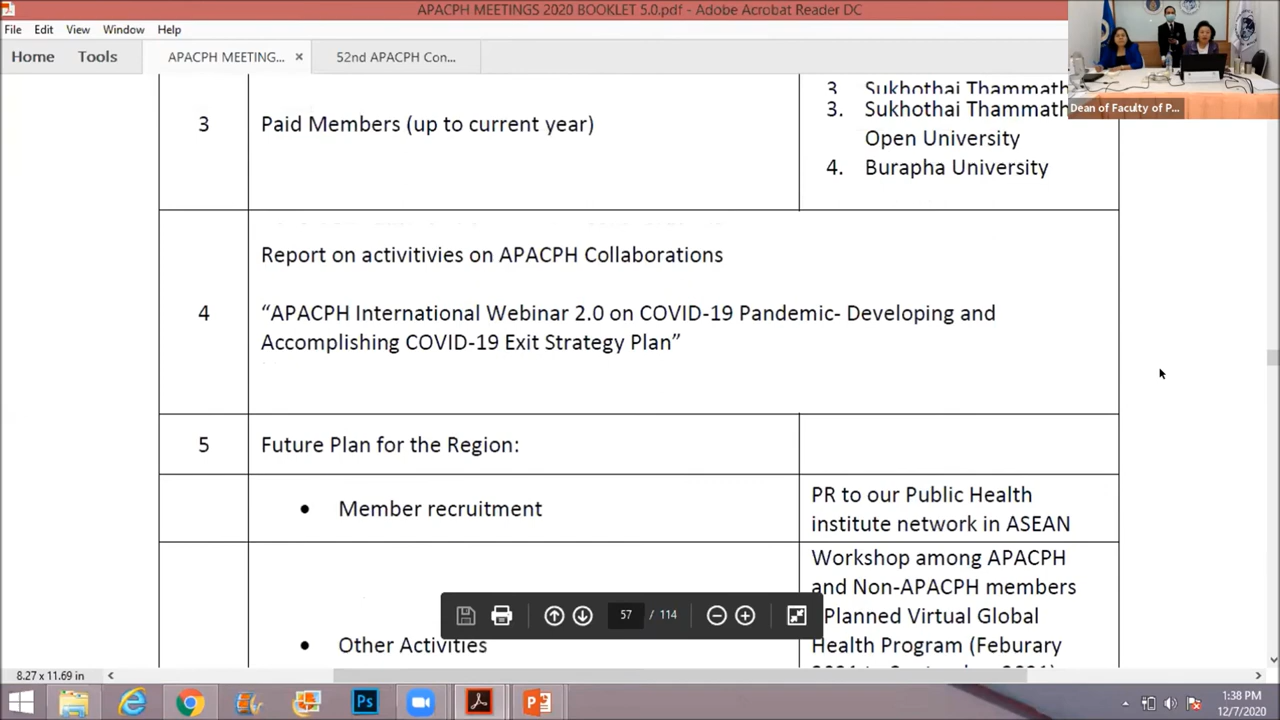 APACPH MEETINGS 2020 BOOKLET 5.0.pdf - Adobe Acrobat Reader DC
File Edit View Window Help
Home Tools APACPH MEETING... × 52nd APACPH Con...
Dean of Faculty of P...
3. Sukhothai Thammath
3 Paid Members (up to current year)
3. Sukhothai Thammath
Open University
4. Burapha University
Report on activitivies on APACPH Collaborations
4
“APACPH International Webinar 2.0 on COVID-19 Pandemic- Developing and
Accomplishing COVID-19 Exit Strategy Plan”
5 Future Plan for the Region:
• Member recruitment
PR to our Public Health
institute network in ASEAN
• Other Activities
Workshop among APACPH
and Non-APACPH members
Planned Virtual Global
Health Program (Feburary
57 / 114
8.27 x 11.69 in
1:38 PM
12/7/2020